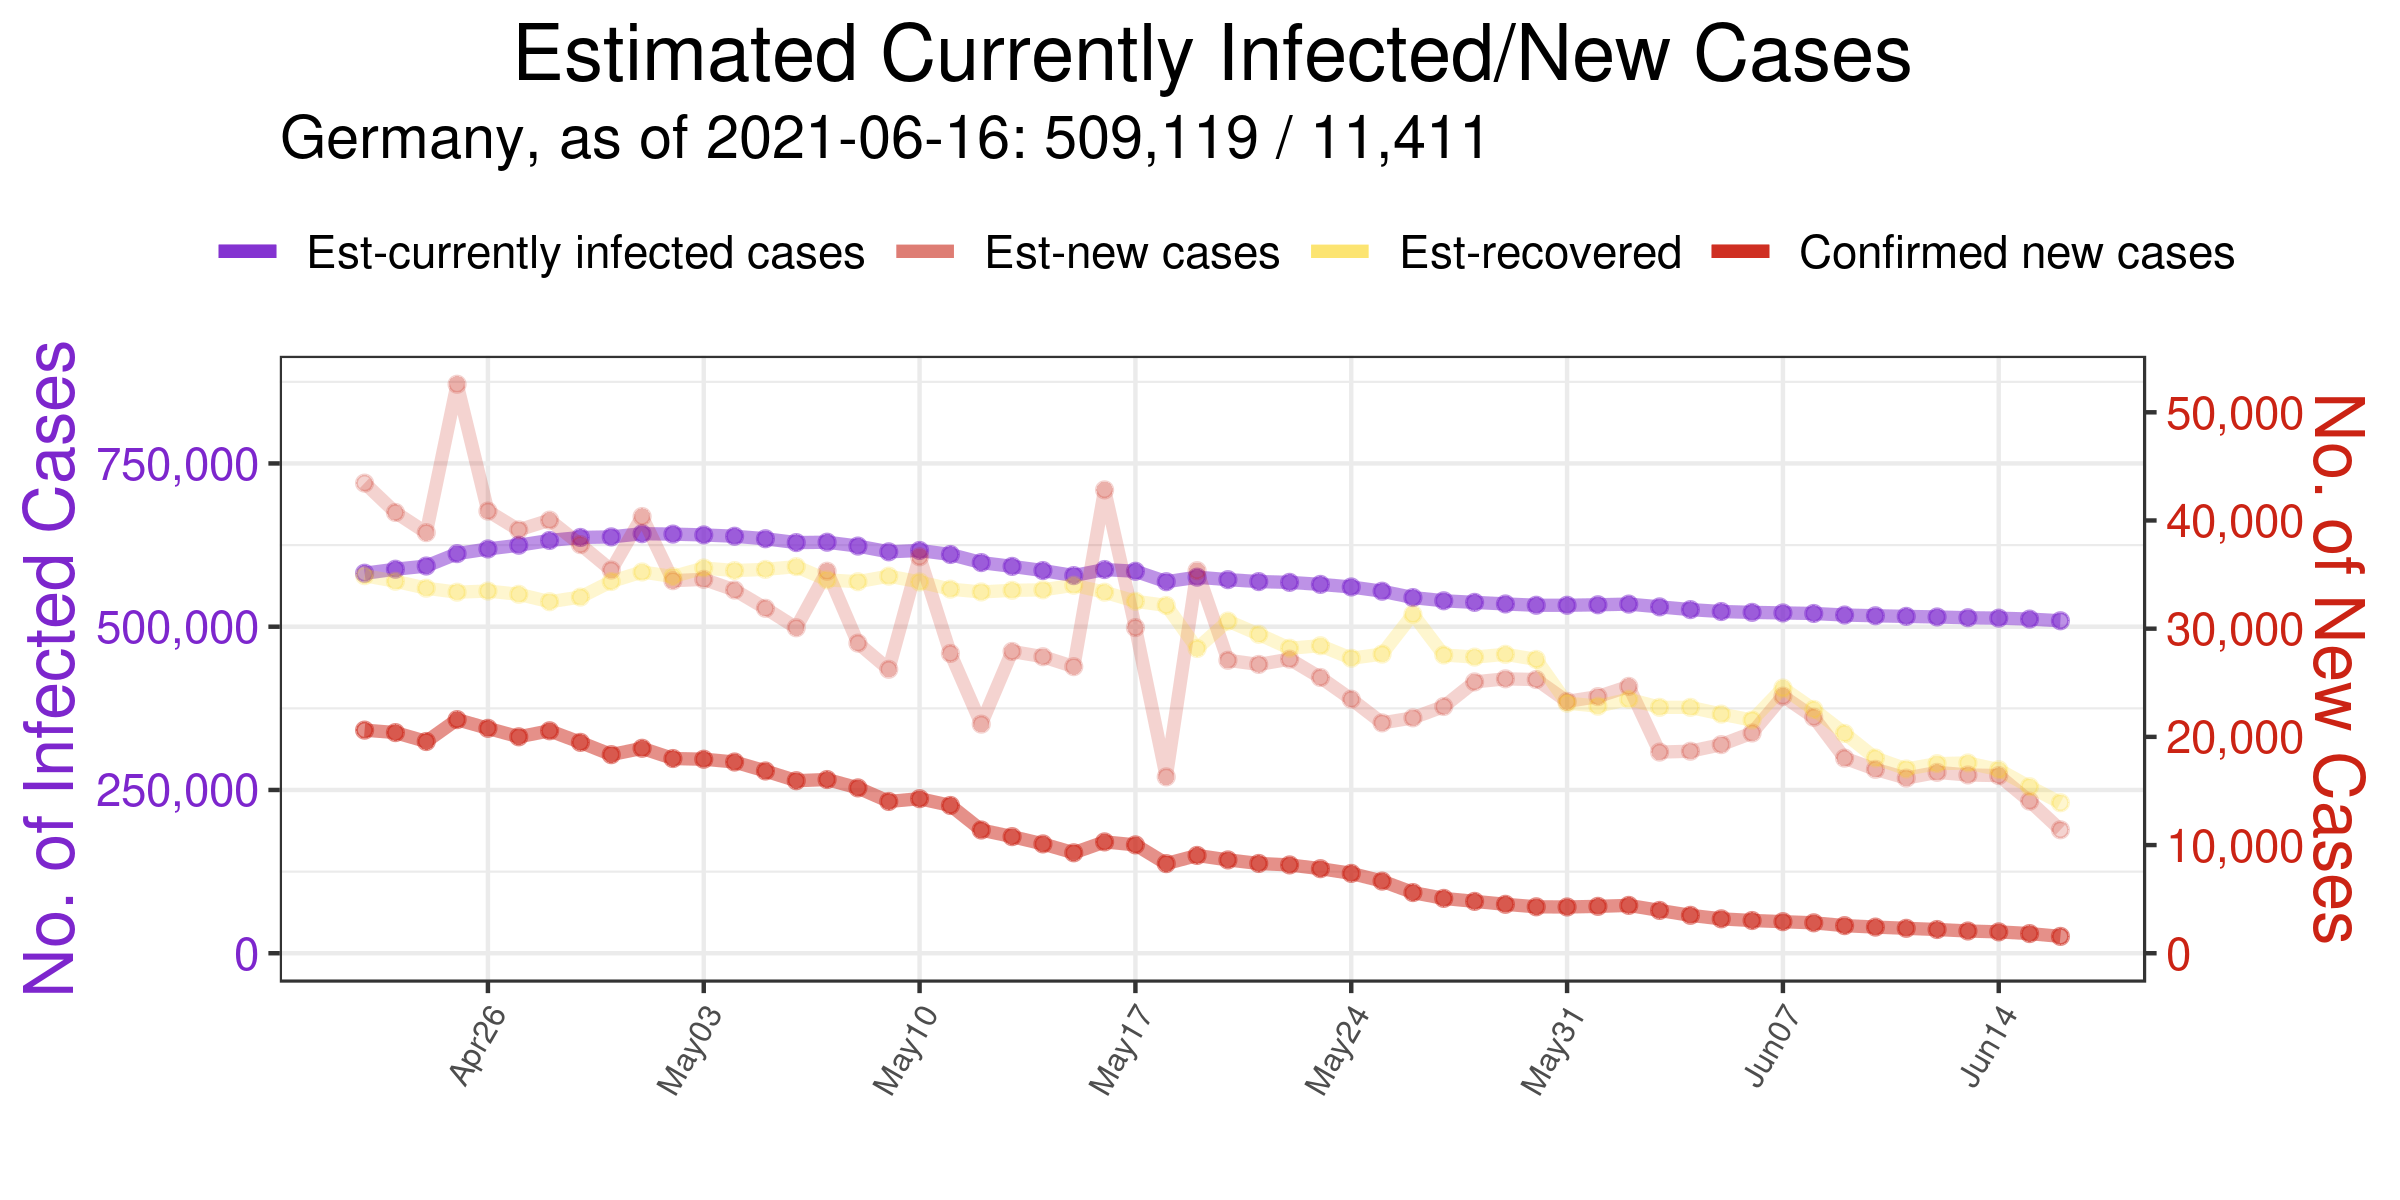 Estimated Currently Infected/New Cases
Germany, as of 2021-06-16: 509,119 / 11,411
Est-currently infected cases Est-new cases Est-recovered Confirmed new cases
No. of Infected Cases
750,000
500,000
250,000
0
50,000
40,000
30,000
20,000
10,000
0
No. of New Cases
Apr26 May03 May10 May17 May24 May31 Jun07 Jun14